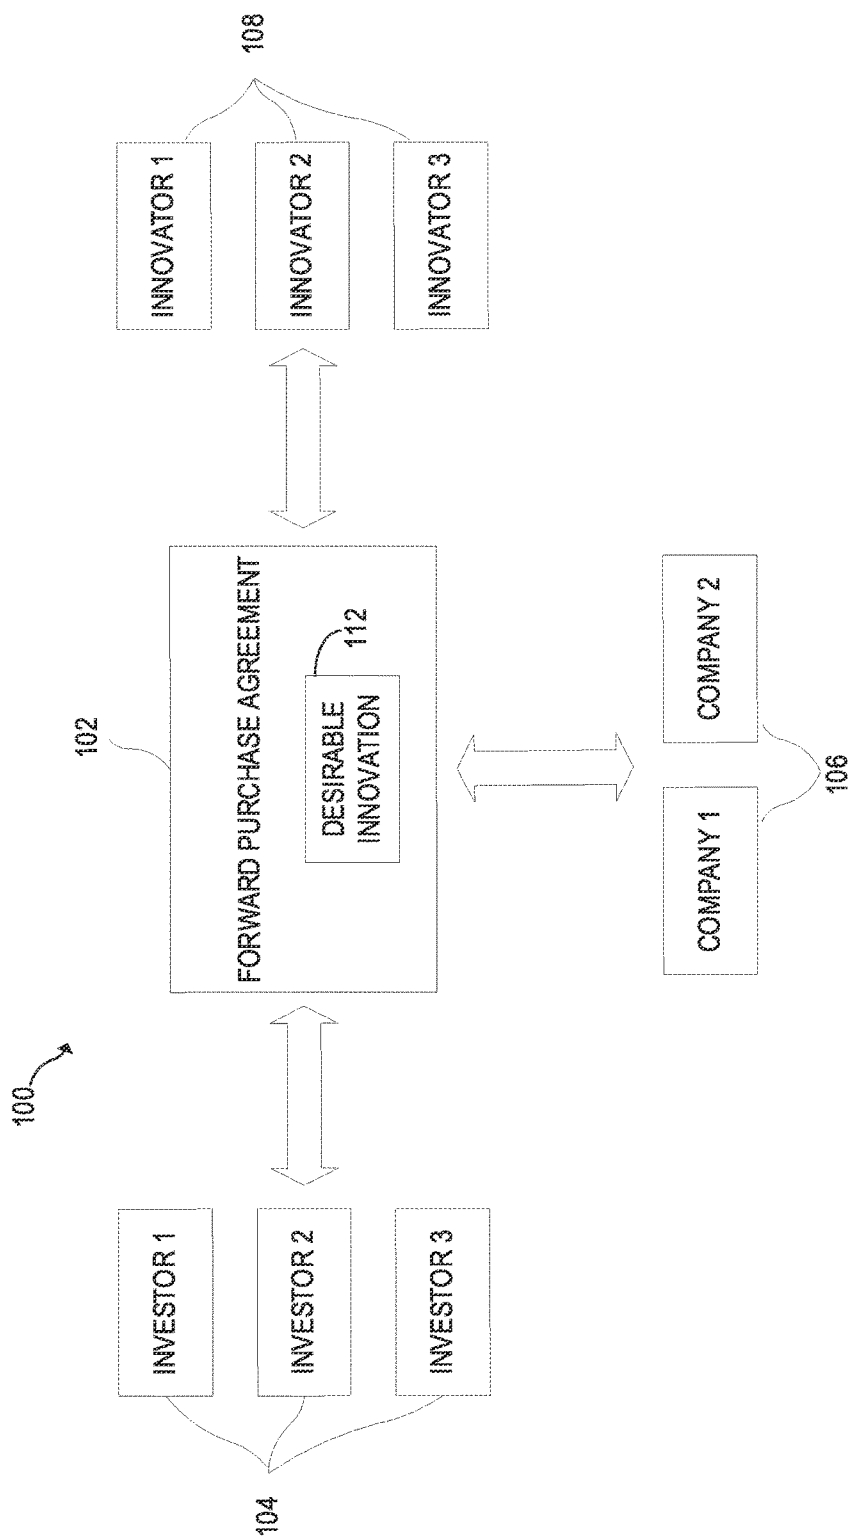 100
102
FORWARD PURCHASE AGREEMENT
DESIRABLE
INNOVATION
112
INVESTOR 1
INVESTOR 2
INVESTOR 3
104
INNOVATOR 1
INNOVATOR 2
INNOVATOR 3
108
COMPANY 1
COMPANY 2
106